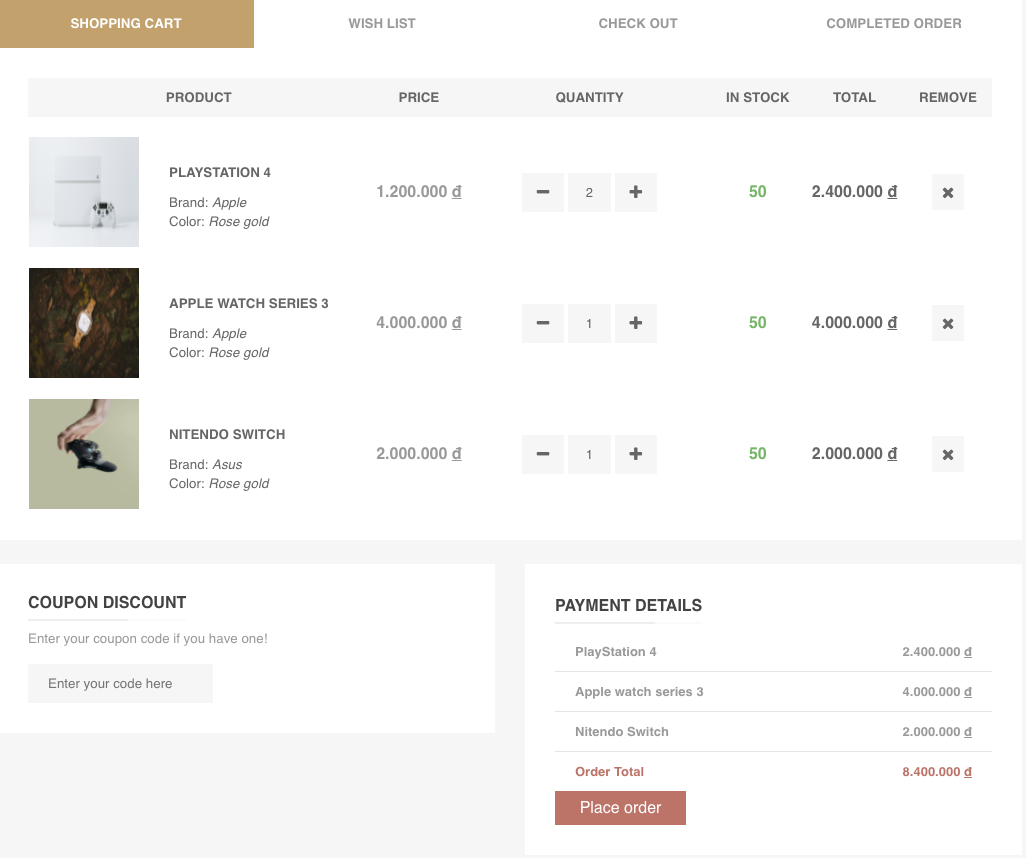 SHOPPING CART WISH LIST CHECK OUT COMPLETED ORDER
PRODUCT PRICE QUANTITY IN STOCK TOTAL REMOVE
PLAYSTATION 4
Brand: Apple
Color: Rose gold
1.200.000 ₫ 2 50 2.400.000 ₫
APPLE WATCH SERIES 3
Brand: Apple
Color: Rose gold
4.000.000 ₫ 1 50 4.000.000 ₫
NITENDO SWITCH
Brand: Asus
Color: Rose gold
2.000.000 ₫ 1 50 2.000.000 ₫
COUPON DISCOUNT
Enter your coupon code if you have one!
Enter your code here
PAYMENT DETAILS
PlayStation 4 2.400.000 ₫
Apple watch series 3 4.000.000 ₫
Nitendo Switch 2.000.000 ₫
Order Total 8.400.000 ₫
Place order